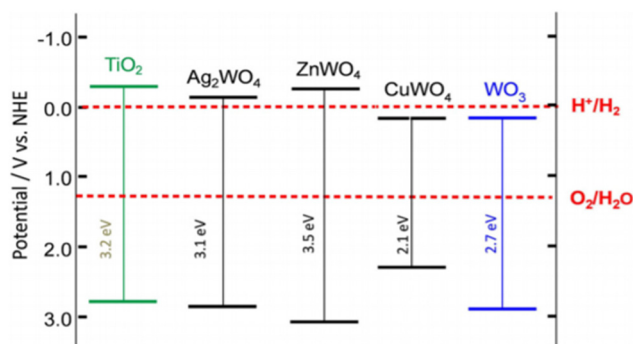 Potential / V vs. NHE
-1.0
0.0
1.0
2.0
3.0
TiO₂
Ag₂WO₄
ZnWO₄
CuWO₄
WO₃
3.2 eV
3.1 eV
3.5 eV
2.1 eV
2.7 eV
H⁺/H₂
O₂/H₂O